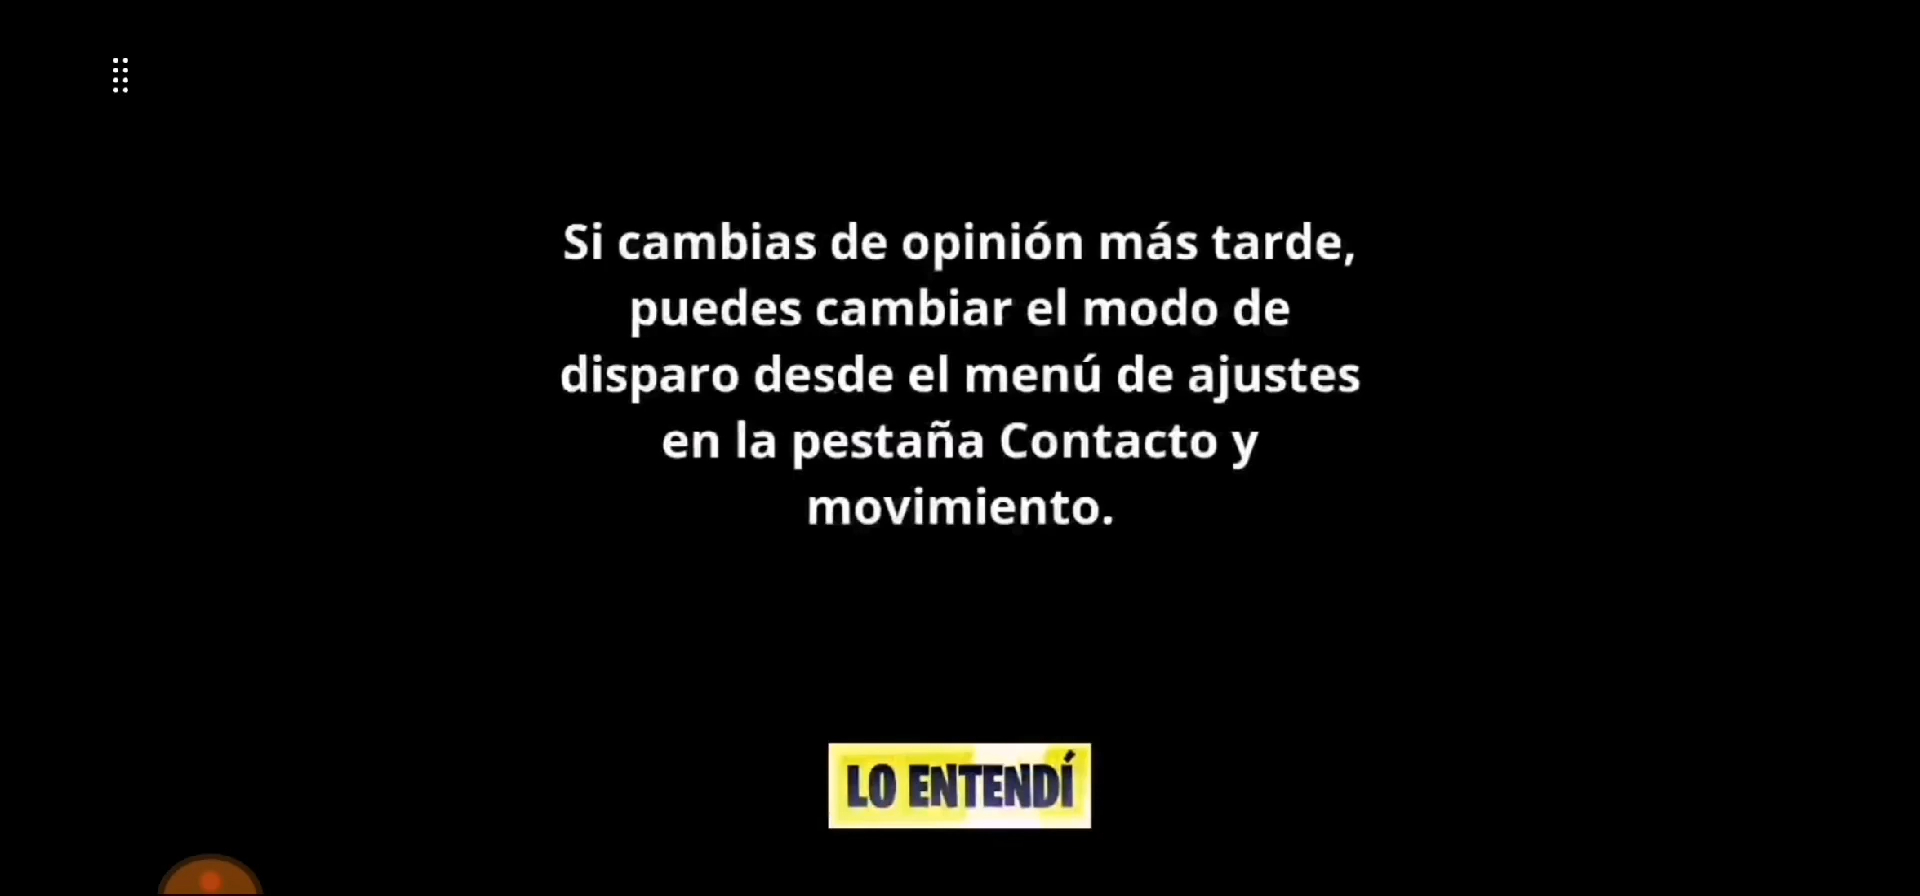 Si cambias de opinión más tarde,
puedes cambiar el modo de
disparo desde el menú de ajustes
en la pestaña Contacto y
movimiento.
LO ENTENDÍ